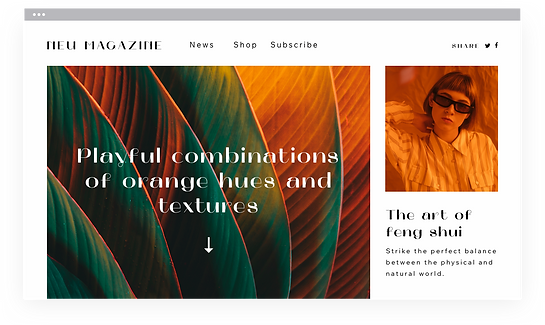 NEU MAGAZINE
News Shop Subscribe
SHARE
Playful combinations
of orange hues and
textures
The art of
feng shui
Strike the perfect balance
between the physical and
natural world.